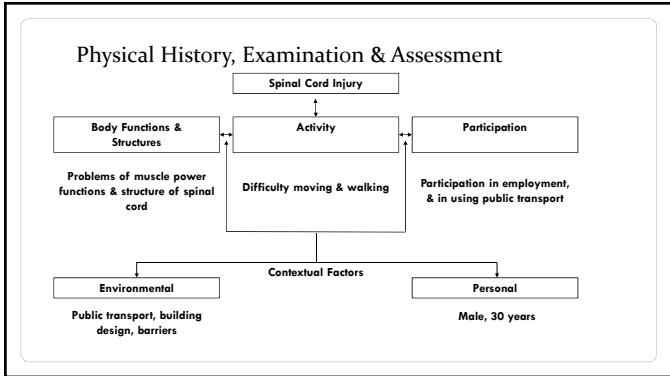 Physical History, Examination & Assessment
Spinal Cord Injury
Body Functions &
Structures
Activity
Participation
Problems of muscle power
functions & structure of spinal
cord
Difficulty moving & walking
Participation in employment,
& in using public transport
Contextual Factors
Environmental
Personal
Public transport, building
design, barriers
Male, 30 years